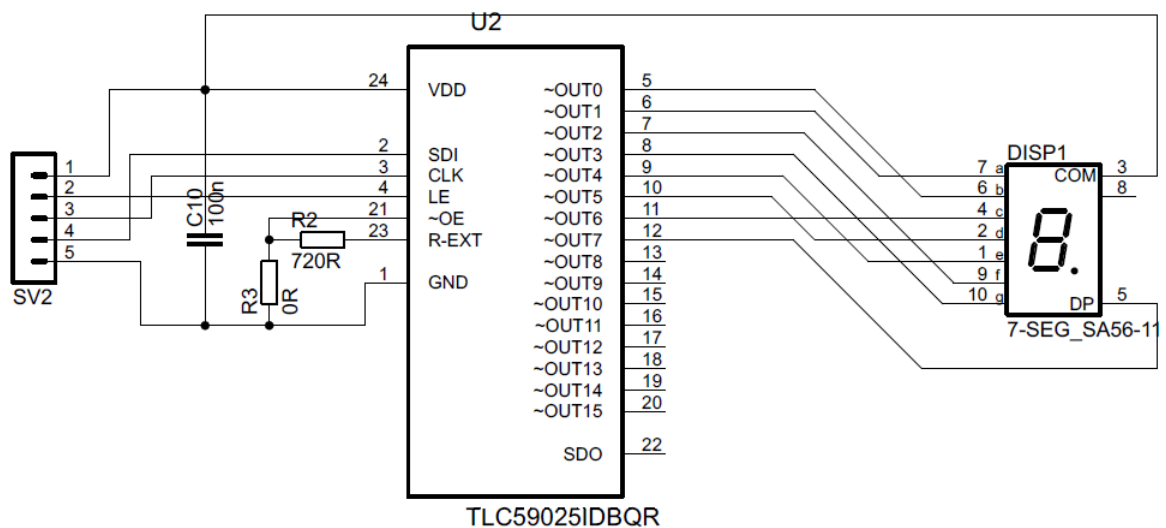 U2
24 VDD ~OUT0 5
~OUT1 6
~OUT2 7
2 SDI ~OUT3 8
3 CLK ~OUT4 9
4 LE ~OUT5 10
21 ~OE ~OUT6 11
23 R-EXT ~OUT7 12
~OUT8 13
1 GND ~OUT9 14
~OUT10 15
~OUT11 16
~OUT12 17
~OUT13 18
~OUT14 19
~OUT15 20
SDO 22
TLC59025IDBQR
1
2
3
4
5
SV2
C10
100n
R2
720R
R3
0R
DISP1
7 a COM 3
6 b 8
4 c
2 d
1 e
9 f
10 g DP 5
7-SEG_SA56-11